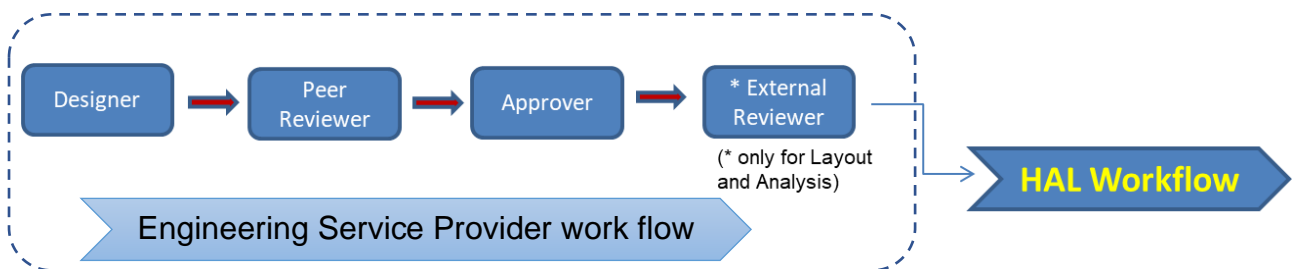 Designer
Peer
Reviewer
Approver
* External
Reviewer
(* only for Layout
and Analysis)
HAL Workflow
Engineering Service Provider work flow